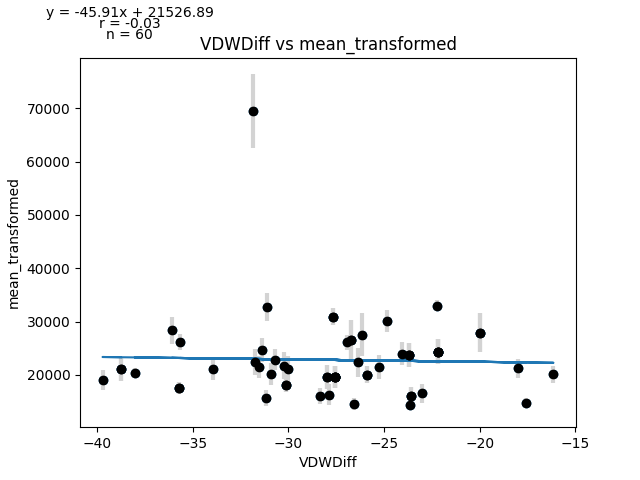 y = -45.91x + 21526.89
r = -0.03
n = 60
VDWDiff vs mean_transformed
mean_transformed
70000
60000
50000
40000
30000
20000
−40
−35
−30
−25
−20
−15
VDWDiff